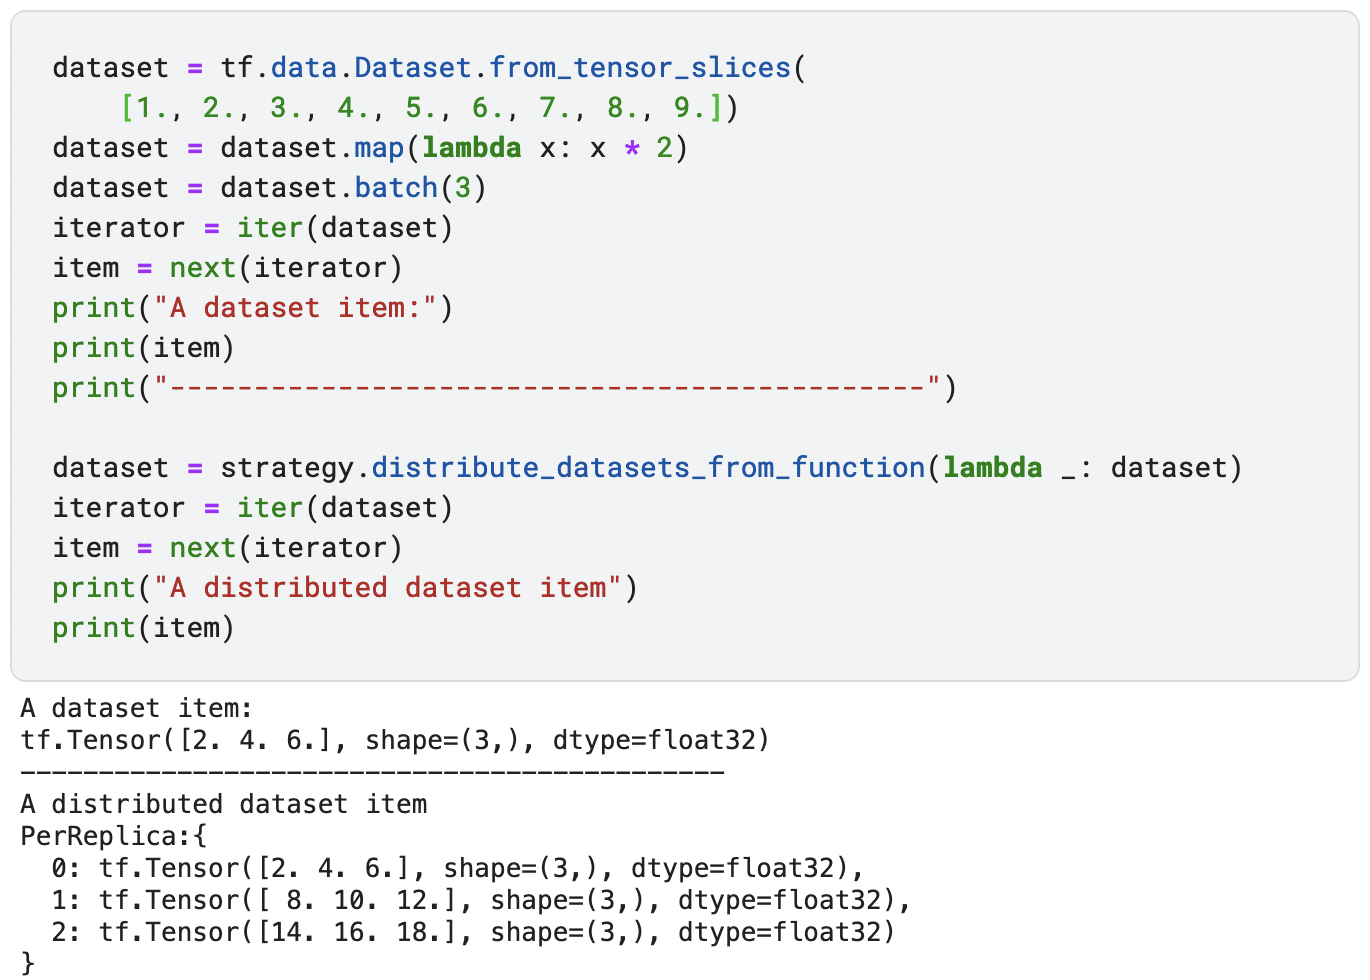 dataset = tf.data.Dataset.from_tensor_slices(
    [1., 2., 3., 4., 5., 6., 7., 8., 9.])
dataset = dataset.map(lambda x: x * 2)
dataset = dataset.batch(3)
iterator = iter(dataset)
item = next(iterator)
print("A dataset item:")
print(item)
print("---------------------------------------------")

dataset = strategy.distribute_datasets_from_function(lambda _: dataset)
iterator = iter(dataset)
item = next(iterator)
print("A distributed dataset item")
print(item)
A dataset item:
tf.Tensor([2. 4. 6.], shape=(3,), dtype=float32)
---------------------------------------------
A distributed dataset item
PerReplica:{
  0: tf.Tensor([2. 4. 6.], shape=(3,), dtype=float32),
  1: tf.Tensor([ 8. 10. 12.], shape=(3,), dtype=float32),
  2: tf.Tensor([14. 16. 18.], shape=(3,), dtype=float32)
}